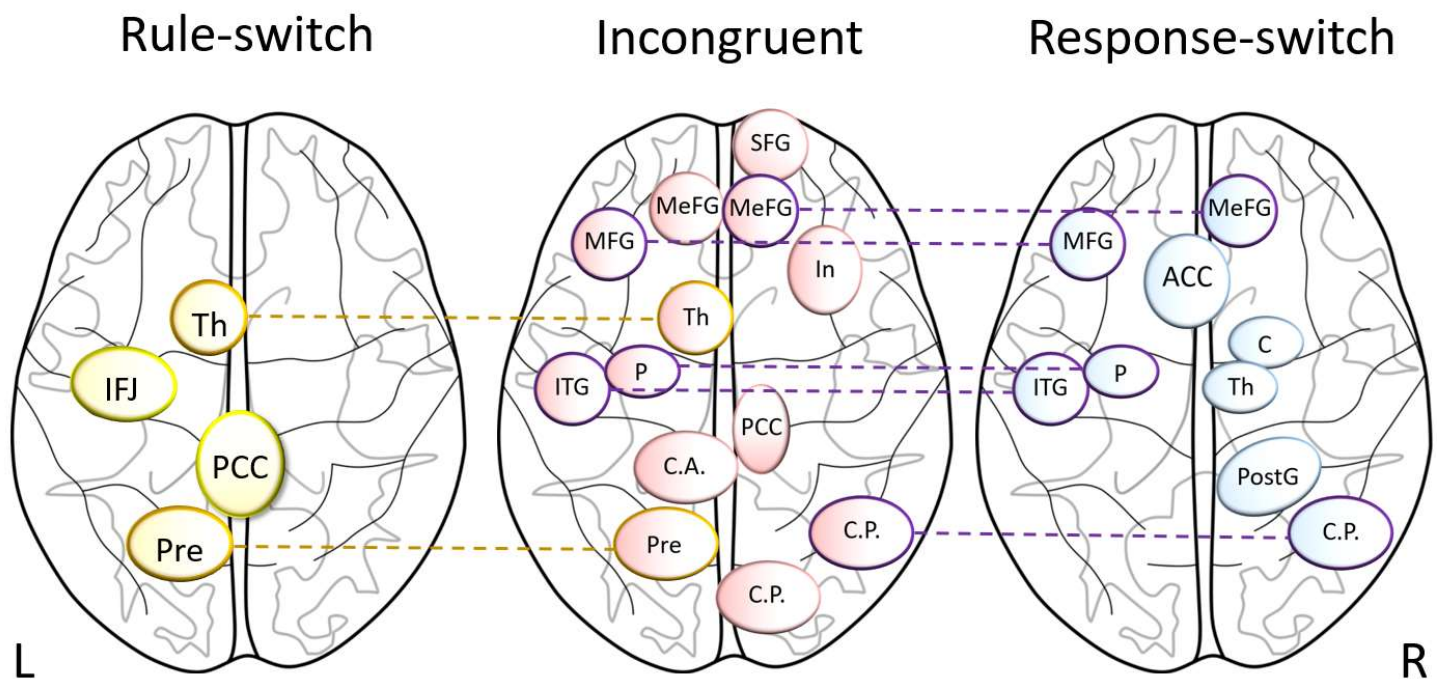 Rule-switch
Incongruent
Response-switch
Th
IFJ
PCC
Pre
SFG
MeFG
MeFG
MFG
In
Th
P
ITG
PCC
C.A.
C.P.
Pre
C.P.
MeFG
MFG
ACC
C
P
ITG
Th
PostG
C.P.
L
R